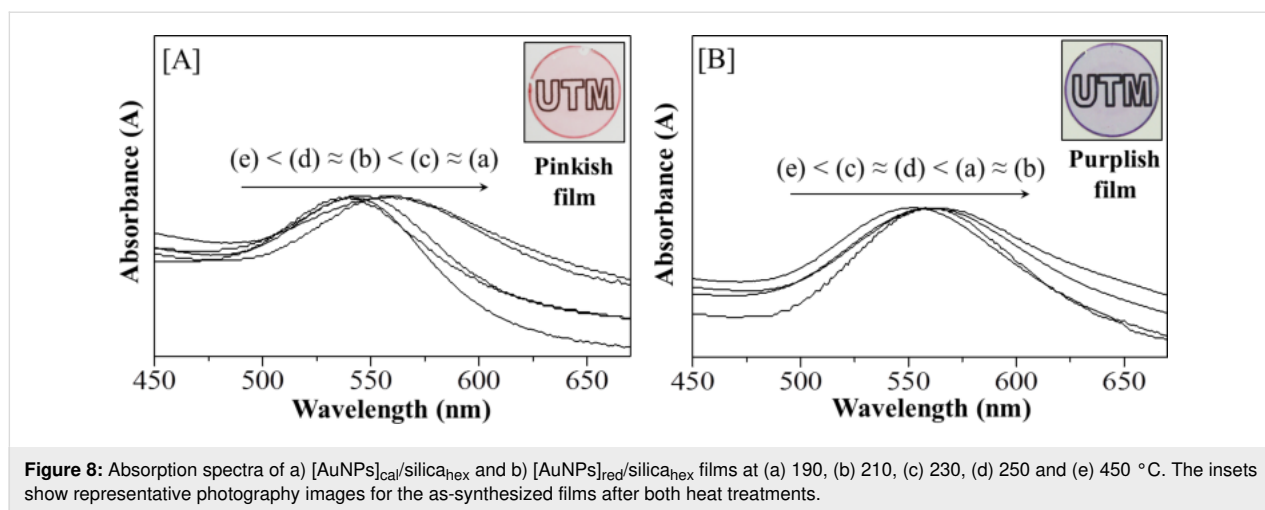 [A]
UTM
Pinkish
film
(e) < (d) ≈ (b) < (c) ≈ (a)
Absorbance (A)
450 500 550 600 650
Wavelength (nm)
[B]
UTM
Purplish
film
(e) < (c) ≈ (d) < (a) ≈ (b)
Absorbance (A)
450 500 550 600 650
Wavelength (nm)
Figure 8: Absorption spectra of a) [AuNPs]cal/silicahex and b) [AuNPs]red/silicahex films at (a) 190, (b) 210, (c) 230, (d) 250 and (e) 450 °C. The insets
show representative photography images for the as-synthesized films after both heat treatments.